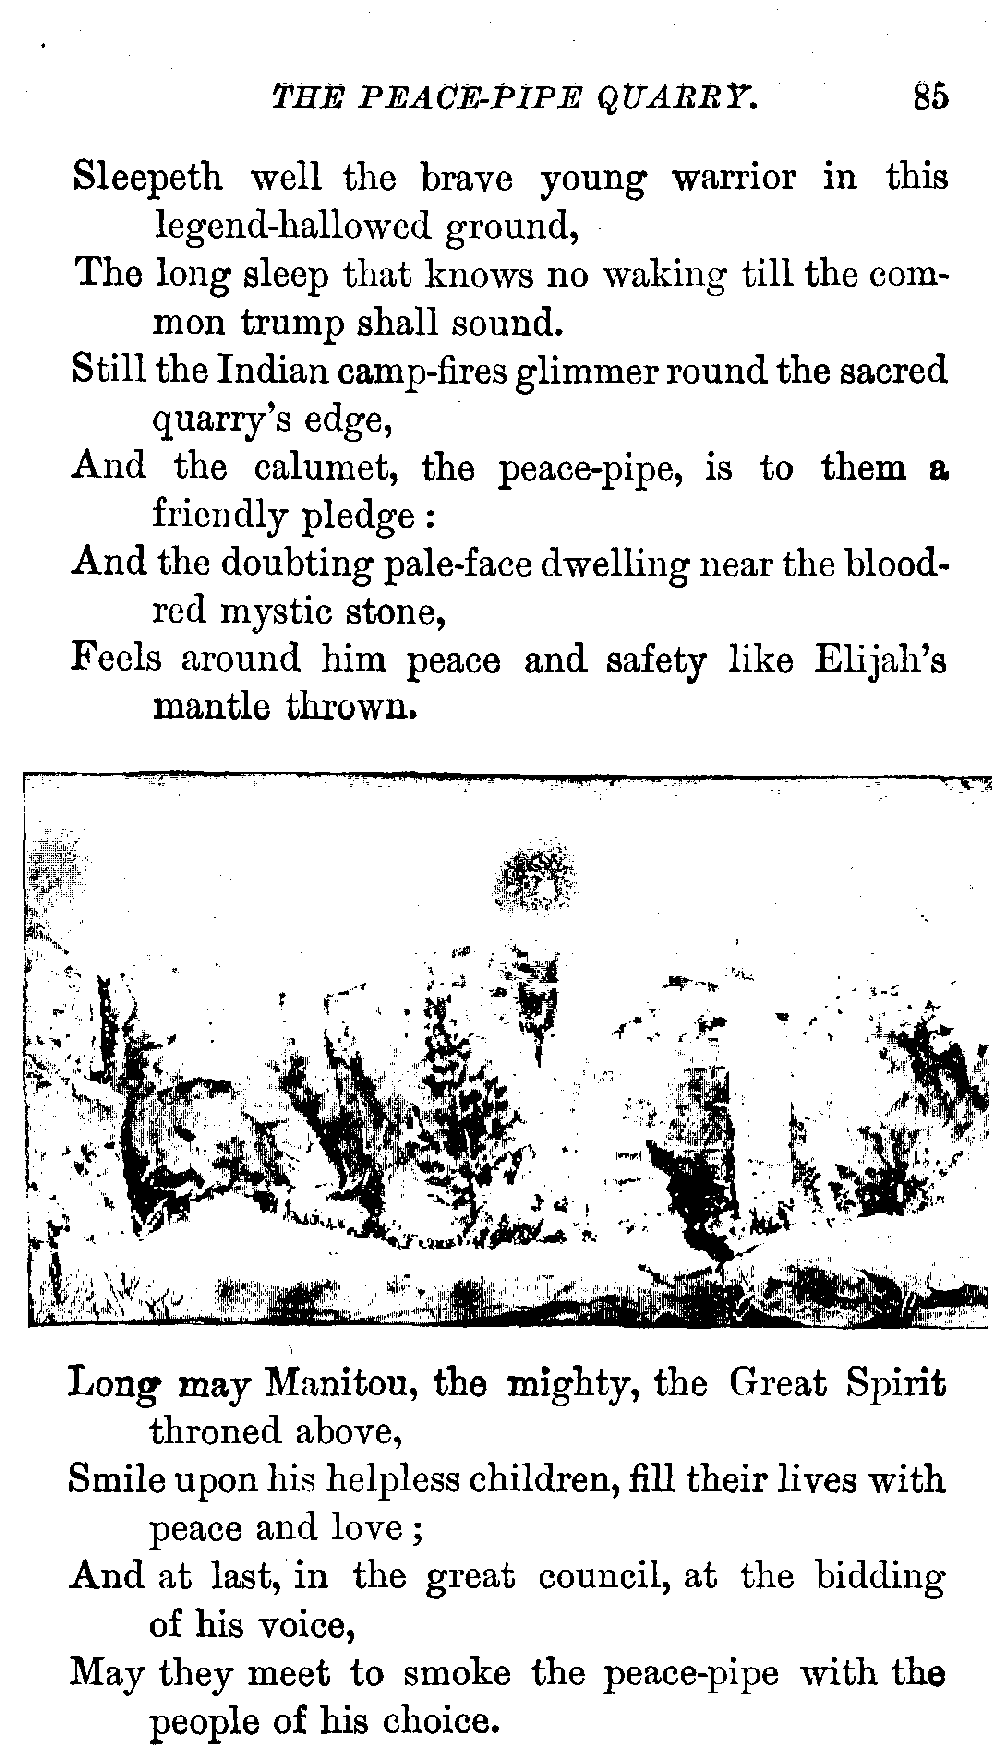 THE PEACE-PIPE QUARRY. 85
Sleepeth well the brave young warrior in this
legend-hallowed ground,
The long sleep that knows no waking till the com-
mon trump shall sound.
Still the Indian camp-fires glimmer round the sacred
quarry's edge,
And the calumet, the peace-pipe, is to them a
friendly pledge :
And the doubting pale-face dwelling near the blood-
red mystic stone,
Feels around him peace and safety like Elijah's
mantle thrown.
Long may Manitou, the mighty, the Great Spirit
throned above,
Smile upon his helpless children, fill their lives with
peace and love ;
And at last, in the great council, at the bidding
of his voice,
May they meet to smoke the peace-pipe with the
people of his choice.